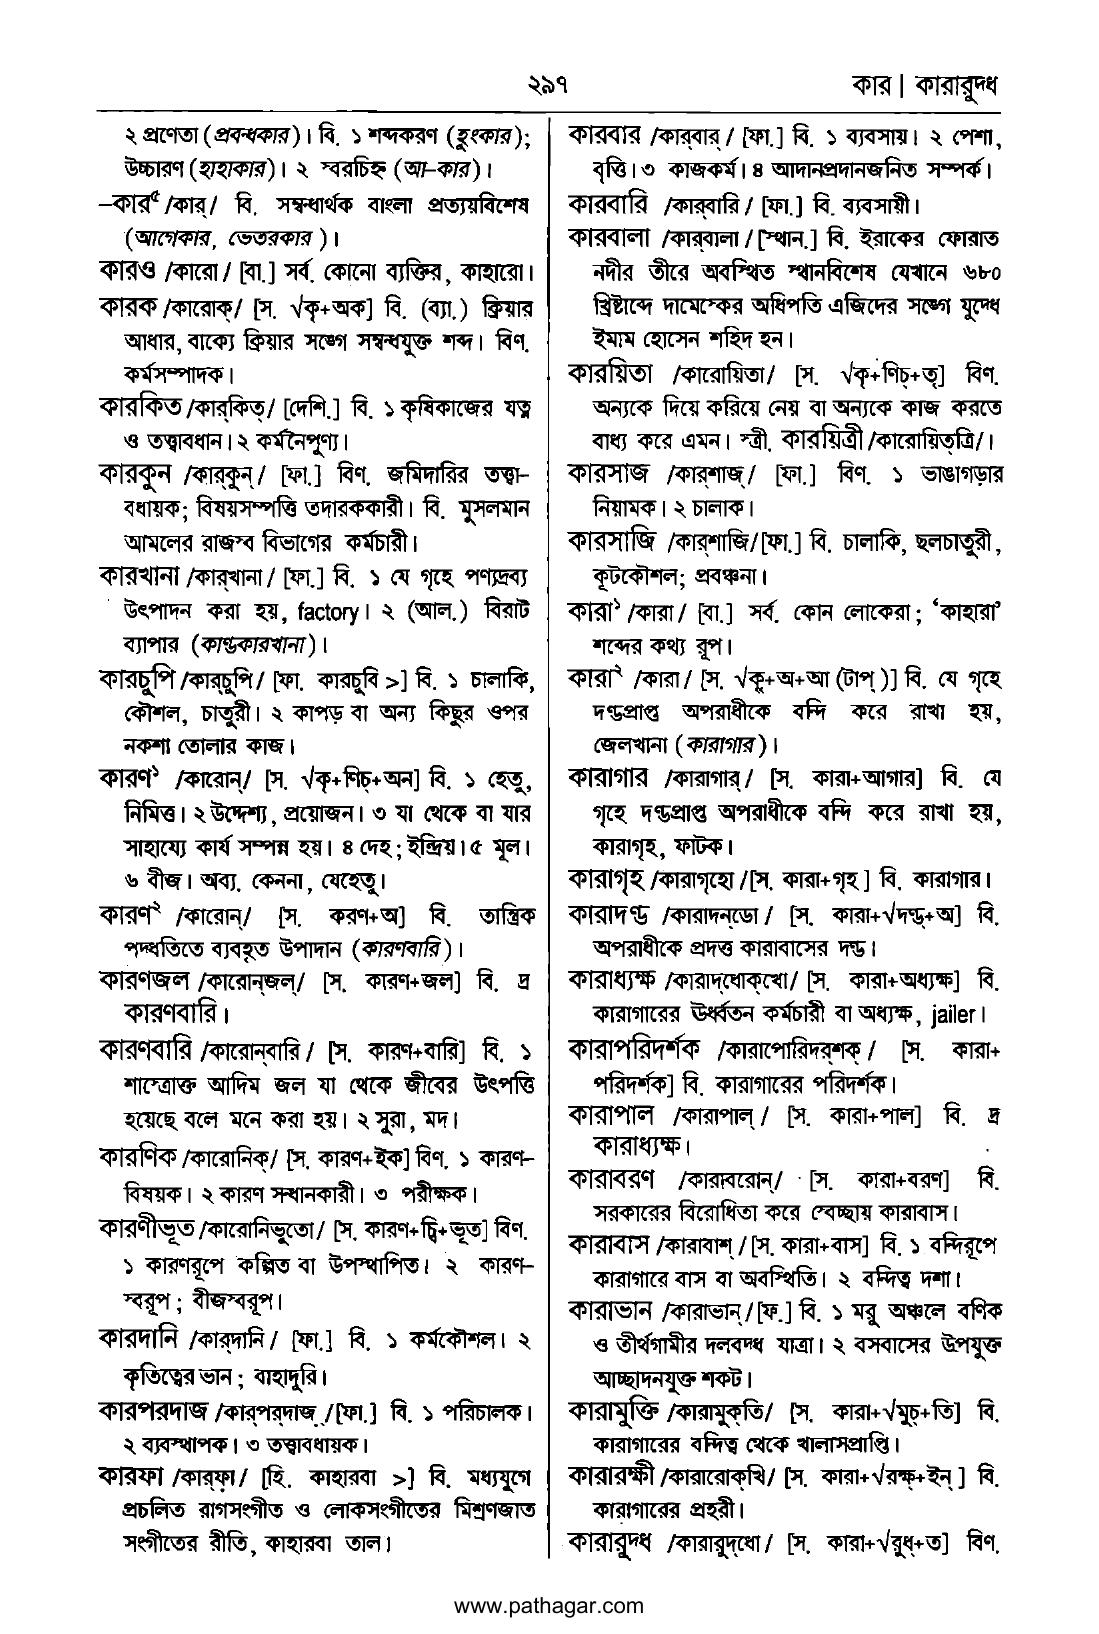 ২৯৭
কার | কারারুদ্ধ
২ প্রণেতা (প্রবন্ধকার)। বি. ১ শব্দকরণ (হুংকার);
উচ্চারণ (হাহাকার)। ২ স্বরচিহ্ন (আ-কার)।
–কার৫ /কার্/ বি. সম্বন্ধার্থক বাংলা প্রত্যয়বিশেষ
(আগেকার, ভেতরকার )।
কারও /কারো/ [বা.] সর্ব. কোনো ব্যক্তির, কাহারো।
কারক /কারোক্/ [স. √কৃ+অক] বি. (ব্যা.) ক্রিয়ার
আধার, বাক্যে ক্রিয়ার সঙ্গে সম্বন্ধযুক্ত শব্দ। বিণ.
কর্মসম্পাদক।
কারকিত /কার্‌কিত্/ [দেশি.] বি. ১ কৃষিকাজের যত্ন
ও তত্ত্বাবধান। ২ কর্মনৈপুণ্য।
কারকুন /কার্‌কুন্/ [ফা.] বিণ. জমিদারির তত্ত্বা–
বধায়ক; বিষয়সম্পত্তি তদারককারী। বি. মুসলমান
আমলের রাজস্ব বিভাগের কর্মচারী।
কারখানা /কার্‌খানা/ [ফা.] বি. ১ যে গৃহে পণ্যদ্রব্য
উৎপাদন করা হয়, factory। ২ (আল.) বিরাট
ব্যাপার (কাণ্ডকারখানা)।
কারচুপি /কার্‌চুপি/ [ফা. কারচুবি >] বি. ১ চালাকি,
কৌশল, চাতুরী। ২ কাপড় বা অন্য কিছুর ওপর
নকশা তোলার কাজ।
কারণ১ /কারোন্/ [স. √কৃ+ণিচ্+অন] বি. ১ হেতু,
নিমিত্ত। ২ উদ্দেশ্য, প্রয়োজন। ৩ যা থেকে বা যার
সাহায্যে কার্য সম্পন্ন হয়। ৪ দেহ; ইন্দ্রিয়। ৫ মূল।
৬ বীজ। অব্য. কেননা, যেহেতু।
কারণ২ /কারোন্/ [স. করণ+অ] বি. তান্ত্রিক
পদ্ধতিতে ব্যবহৃত উপাদান (কারণবারি)।
কারণজল /কারোন্‌জল্/ [স. কারণ+জল] বি. দ্র
কারণবারি।
কারণবারি /কারোন্‌বারি/ [স. কারণ+বারি] বি. ১
শাস্ত্রোক্ত আদিম জল যা থেকে জীবের উৎপত্তি
হয়েছে বলে মনে করা হয়। ২ সুরা, মদ।
কারণিক /কারোনিক্/ [স. কারণ+ইক] বিণ. ১ কারণ–
বিষয়ক। ২ কারণ সন্ধানকারী। ৩ পরীক্ষক।
কারণীভূত /কারোনিভুতো/ [স. কারণ+চ্বি+ভূত] বিণ.
১ কারণরূপে কল্পিত বা উপস্থাপিত। ২ কারণ–
স্বরূপ; বীজস্বরূপ।
কারদানি /কার্‌দানি/ [ফা.] বি. ১ কর্মকৌশল। ২
কৃতিত্বের ভান; বাহাদুরি।
কারপরদাজ /কার্‌পর্‌দাজ্/[ফা.] বি. ১ পরিচালক।
২ ব্যবস্থাপক। ৩ তত্ত্বাবধায়ক।
কারফা /কার্‌ফা/ [হি. কাহারবা >] বি. মধ্যযুগে
প্রচলিত রাগসংগীত ও লোকসংগীতের মিশ্রণজাত
সংগীতের রীতি, কাহারবা তাল।
কারবার /কার্‌বার্/ [ফা.] বি. ১ ব্যবসায়। ২ পেশা,
বৃত্তি। ৩ কাজকর্ম। ৪ আদানপ্রদানজনিত সম্পর্ক।
কারবারি /কার্‌বারি/ [ফা.] বি. ব্যবসায়ী।
কারবালা /কার্‌বালা/ [স্থান.] বি. ইরাকের ফোরাত
নদীর তীরে অবস্থিত স্থানবিশেষ যেখানে ৬৮০
খ্রিষ্টাব্দে দামেস্কের অধিপতি এজিদের সঙ্গে যুদ্ধে
ইমাম হোসেন শহিদ হন।
কারয়িতা /কারোয়িতা/ [স. √কৃ+ণিচ্+তৃ] বিণ.
অন্যকে দিয়ে করিয়ে নেয় বা অন্যকে কাজ করতে
বাধ্য করে এমন। স্ত্রী. কারয়িত্রী /কারোয়িত্‌ত্রি/।
কারসাজ /কার্‌শাজ্/ [ফা.] বিণ. ১ ভাঙাগড়ার
নিয়ামক। ২ চালাক।
কারসাজি /কার্‌শাজি/[ফা.] বি. চালাকি, ছলচাতুরী,
কূটকৌশল; প্রবঞ্চনা।
কারা১ /কারা/ [বা.] সর্ব. কোন লোকেরা; ‘কাহারা’
শব্দের কথ্য রূপ।
কারা২ /কারা/ [স. √কৄ+অ+আ (টাপ্)] বি. যে গৃহে
দণ্ডপ্রাপ্ত অপরাধীকে বন্দি করে রাখা হয়,
জেলখানা (কারাগার)।
কারাগার /কারাগার্/ [স. কারা+আগার] বি. যে
গৃহে দণ্ডপ্রাপ্ত অপরাধীকে বন্দি করে রাখা হয়,
কারাগৃহ, ফাটক।
কারাগৃহ /কারাগৃহো/[স. কারা+গৃহ] বি. কারাগার।
কারাদণ্ড /কারাদন্‌ডো/ [স. কারা+√দণ্ড্+অ] বি.
অপরাধীকে প্রদত্ত কারাবাসের দন্ড।
কারাধ্যক্ষ /কারাদ্‌ধোক্‌খো/ [স. কারা+অধ্যক্ষ] বি.
কারাগারের ঊর্ধ্বতন কর্মচারী বা অধ্যক্ষ, jailer।
কারাপরিদর্শক /কারাপোরিদর্‌শক্/ [স. কারা+
পরিদর্শক] বি. কারাগারের পরিদর্শক।
কারাপাল /কারাপাল্/ [স. কারা+পাল] বি. দ্র
কারাধ্যক্ষ।
কারাবরণ /কারাবরোন্/ [স. কারা+বরণ] বি.
সরকারের বিরোধিতা করে স্বেচ্ছায় কারাবাস।
কারাবাস /কারাবাশ্/ [স. কারা+বাস] বি. ১ বন্দিরূপে
কারাগারে বাস বা অবস্থিতি। ২ বন্দিত্ব দশা।
কারাভান /কারাভান্/[ফ.] বি. ১ মরু অঞ্চলে বণিক
ও তীর্থগামীর দলবদ্ধ যাত্রা। ২ বসবাসের উপযুক্ত
আচ্ছাদনযুক্ত শকট।
কারামুক্তি /কারামুক্‌তি/ [স. কারা+√মুচ্+তি] বি.
কারাগারের বন্দিত্ব থেকে খালাসপ্রাপ্তি।
কারারক্ষী /কারারোক্‌খি/ [স. কারা+√রক্ষ্+ইন্] বি.
কারাগারের প্রহরী।
কারারুদ্ধ /কারারুদ্‌ধো/ [স. কারা+√রুধ্+ত] বিণ.
www.pathagar.com